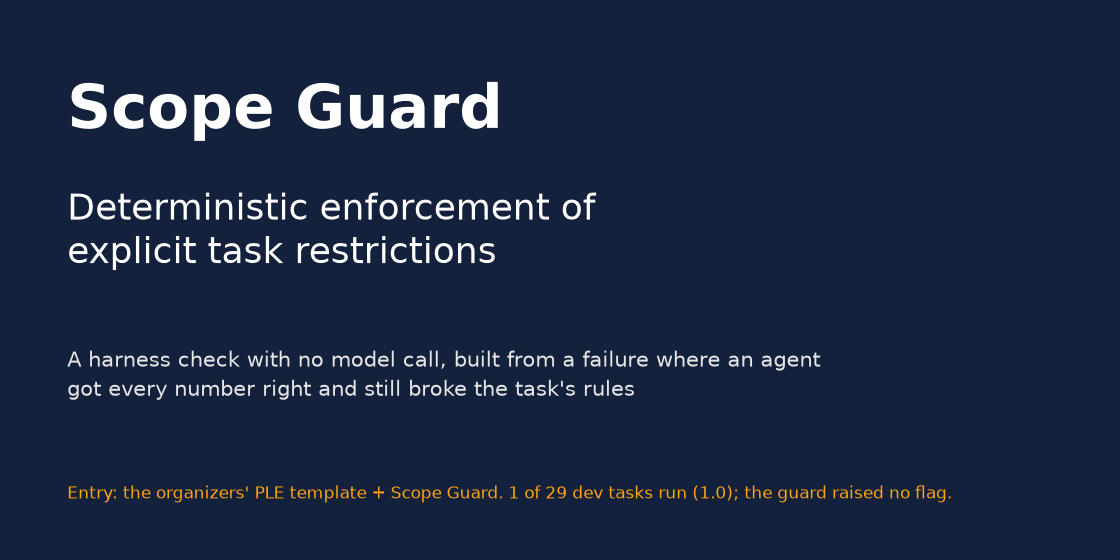 Scope Guard
Deterministic enforcement of
explicit task restrictions
A harness check with no model call, built from a failure where an agent
got every number right and still broke the task's rules
Entry: the organizers' PLE template + Scope Guard. 1 of 29 dev tasks run (1.0); the guard raised no flag.